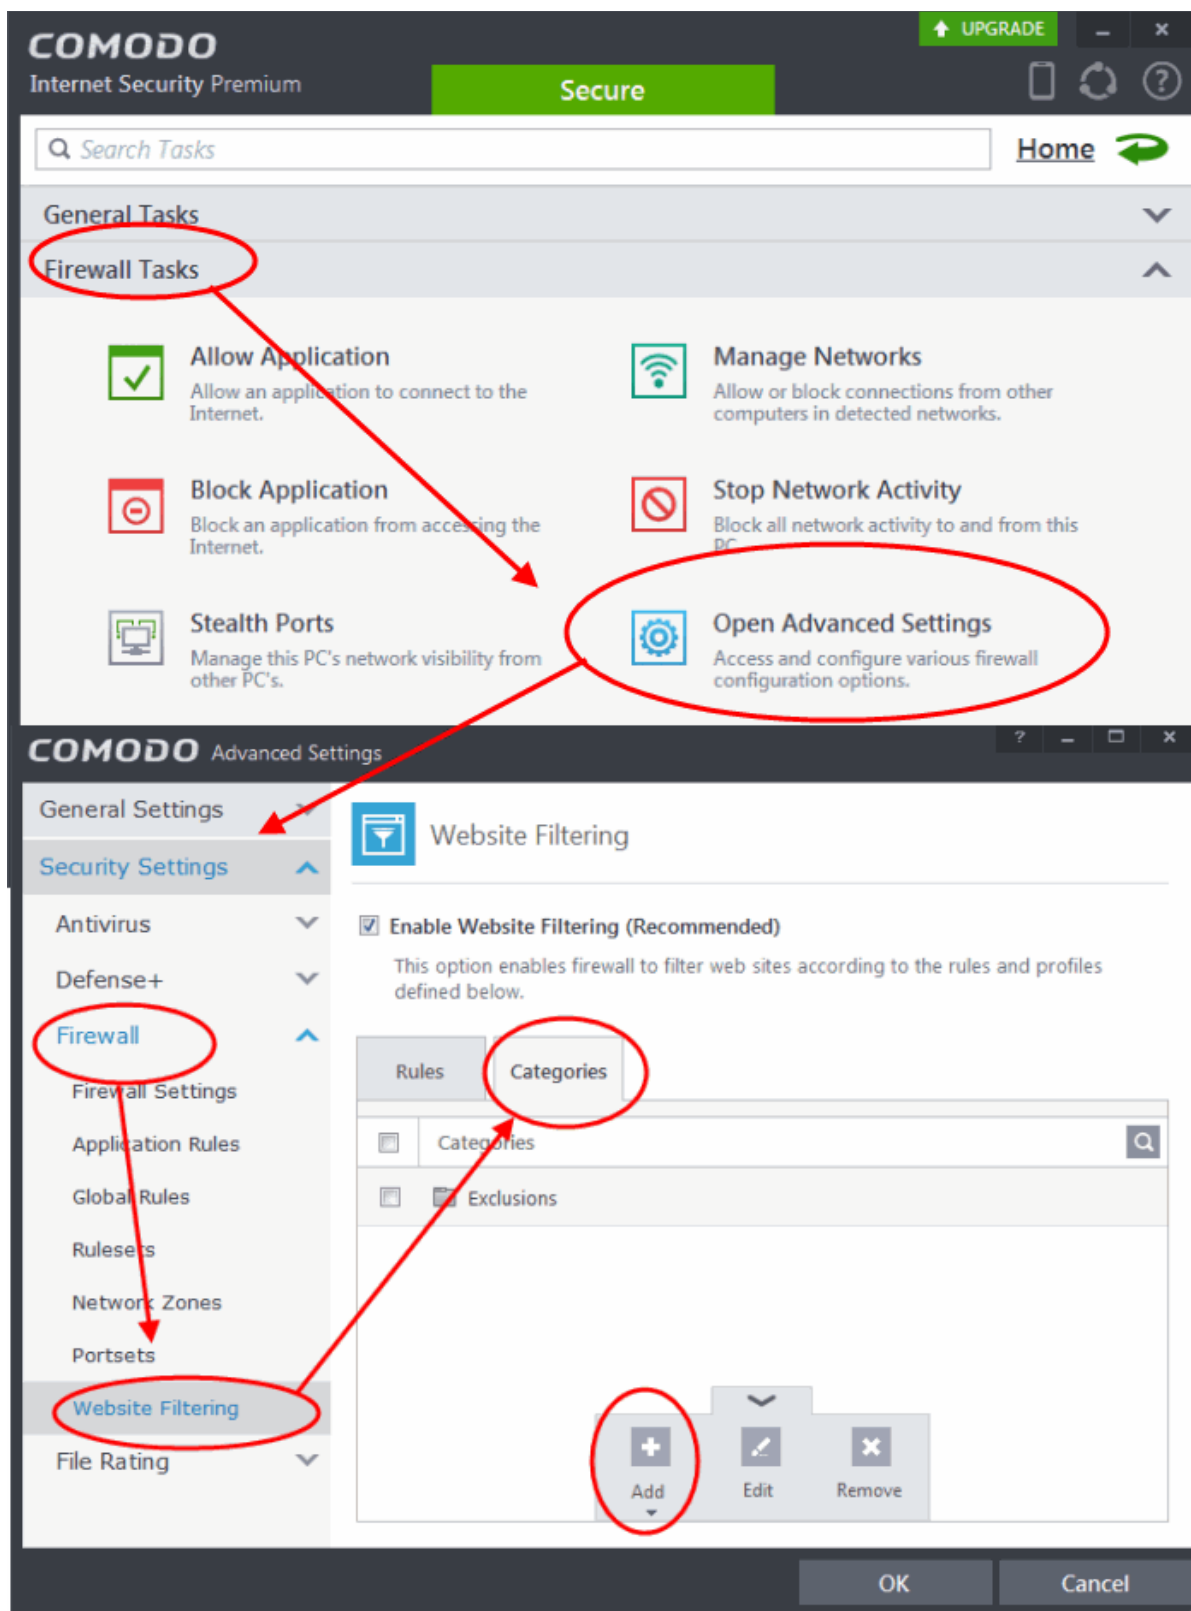 COMODO
Internet Security Premium
UPGRADE
Secure
Search Tasks
Home
General Tasks
Firewall Tasks
Allow Application
Allow an application to connect to the
Internet.
Manage Networks
Allow or block connections from other
computers in detected networks.
Block Application
Block an application from accessing the
Internet.
Stop Network Activity
Block all network activity to and from this
PC.
Stealth Ports
Manage this PC's network visibility from
other PC's.
Open Advanced Settings
Access and configure various firewall
configuration options.
COMODO Advanced Settings
General Settings
Security Settings
Antivirus
Defense+
Firewall
Firewall Settings
Application Rules
Global Rules
Rulesets
Network Zones
Portsets
Website Filtering
File Rating
Website Filtering
Enable Website Filtering (Recommended)
This option enables firewall to filter web sites according to the rules and profiles
defined below.
Rules Categories
Categories
Exclusions
Add Edit Remove
OK Cancel